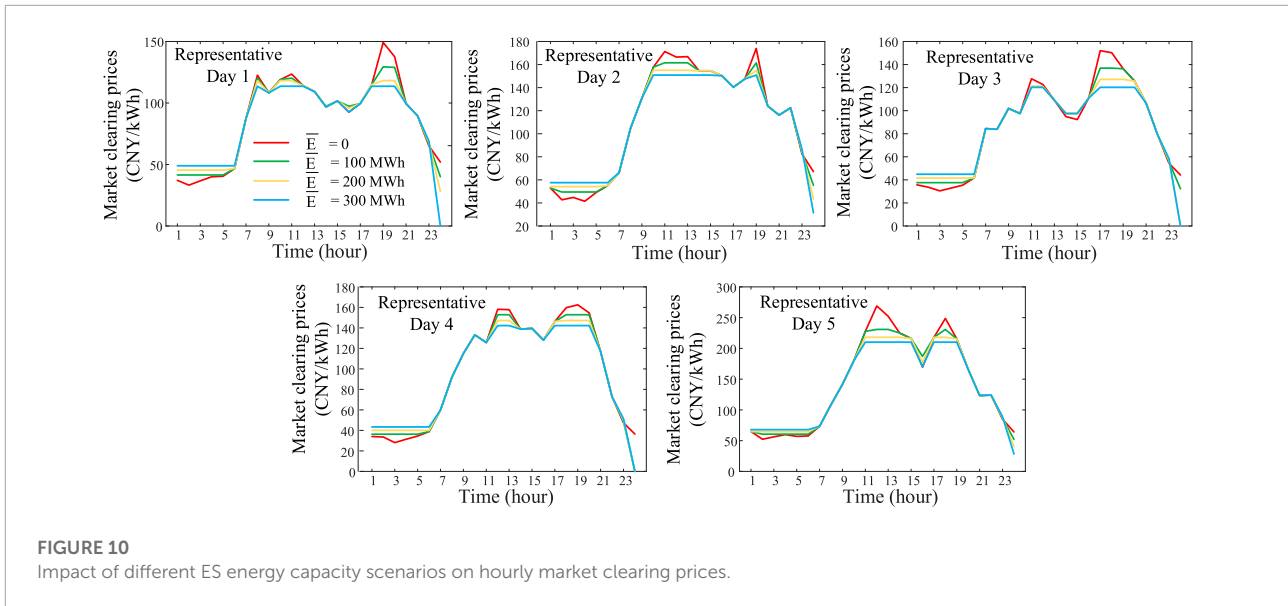 Representative
Day 1
Market clearing prices
(CNY/kWh)
150
100
50
0
E = 0
E = 100 MWh
E = 200 MWh
E = 300 MWh
1 3 5 7 9 11 13 15 17 19 21 23
Time (hour)
Representative
Day 2
Market clearing prices
(CNY/kWh)
180
160
140
120
100
80
60
40
20
1 3 5 7 9 11 13 15 17 19 21 23
Time (hour)
Representative
Day 3
Market clearing prices
(CNY/kWh)
160
140
120
100
80
60
40
20
0
1 3 5 7 9 11 13 15 17 19 21 23
Time (hour)
Representative
Day 4
Market clearing prices
(CNY/kWh)
180
160
140
120
100
80
60
40
20
0
1 3 5 7 9 11 13 15 17 19 21 23
Time (hour)
Representative
Day 5
Market clearing prices
(CNY/kWh)
300
250
200
150
100
50
0
1 3 5 7 9 11 13 15 17 19 21 23
Time (hour)
FIGURE 10
Impact of different ES energy capacity scenarios on hourly market clearing prices.